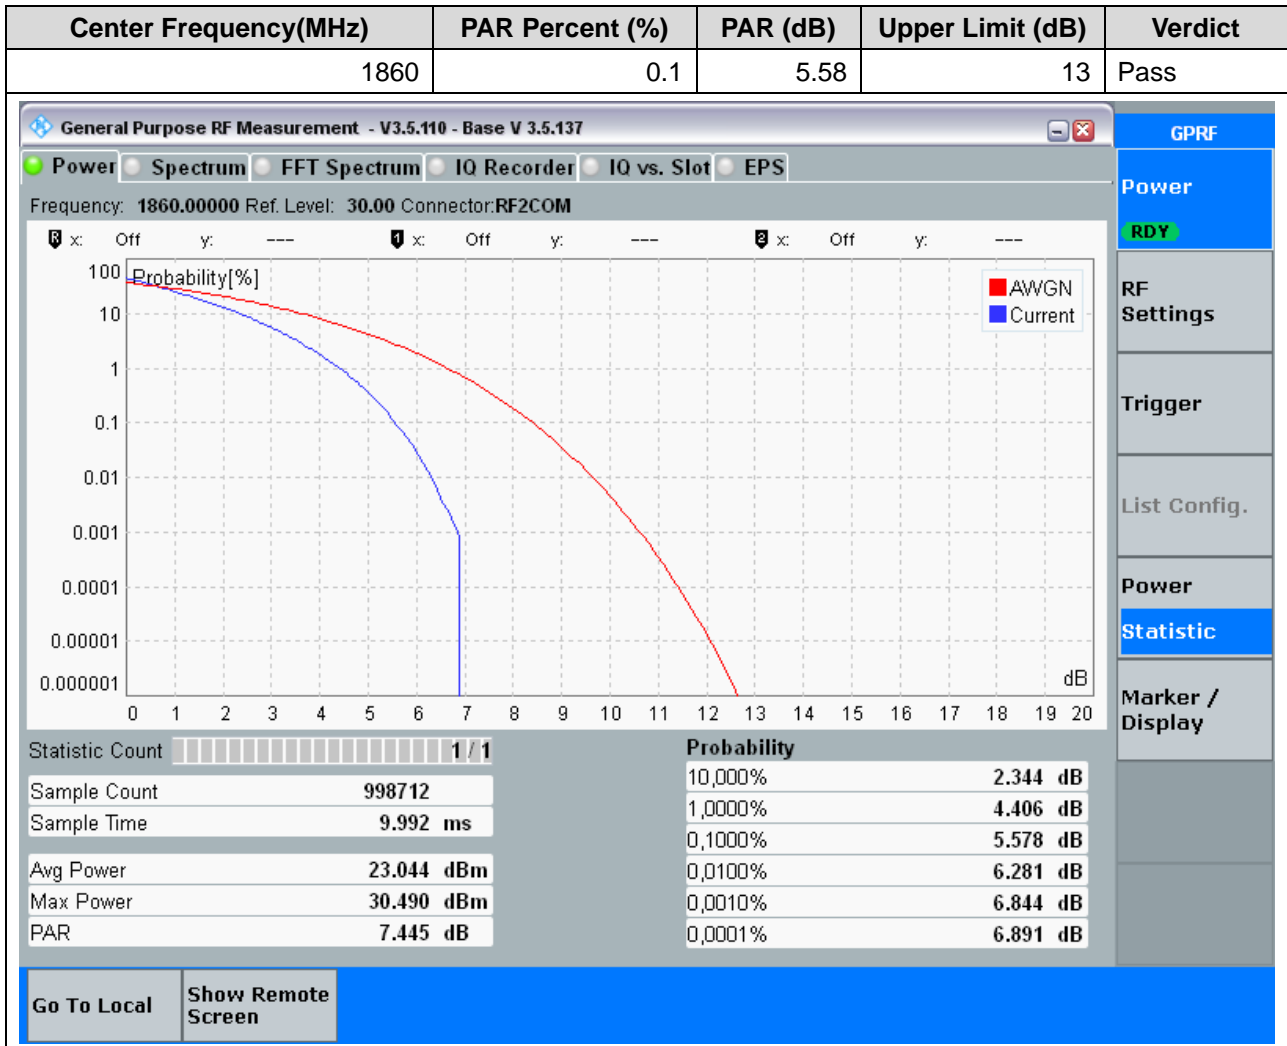 Center Frequency(MHz) PAR Percent (%) PAR (dB) Upper Limit (dB) Verdict
1860 0.1 5.58 13 Pass
General Purpose RF Measurement - V3.5.110 - Base V 3.5.137
GPRF
Power Spectrum FFT Spectrum IQ Recorder IQ vs. Slot EPS
Frequency: 1860.00000 Ref. Level: 30.00 Connector:RF2COM
R x: Off y: --- 1 x: Off y: --- 2 x: Off y: ---
Probability[%]
AWGN
Current
100
10
1
0.1
0.01
0.001
0.0001
0.00001
0.000001
dB
0 1 2 3 4 5 6 7 8 9 10 11 12 13 14 15 16 17 18 19 20
Statistic Count 1 / 1
Sample Count 998712
Sample Time 9.992 ms
Avg Power 23.044 dBm
Max Power 30.490 dBm
PAR 7.445 dB
Probability
10,000% 2.344 dB
1,0000% 4.406 dB
0,1000% 5.578 dB
0,0100% 6.281 dB
0,0010% 6.844 dB
0,0001% 6.891 dB
Power
RDY
RF
Settings
Trigger
List Config.
Power
Statistic
Marker /
Display
Go To Local
Show Remote
Screen